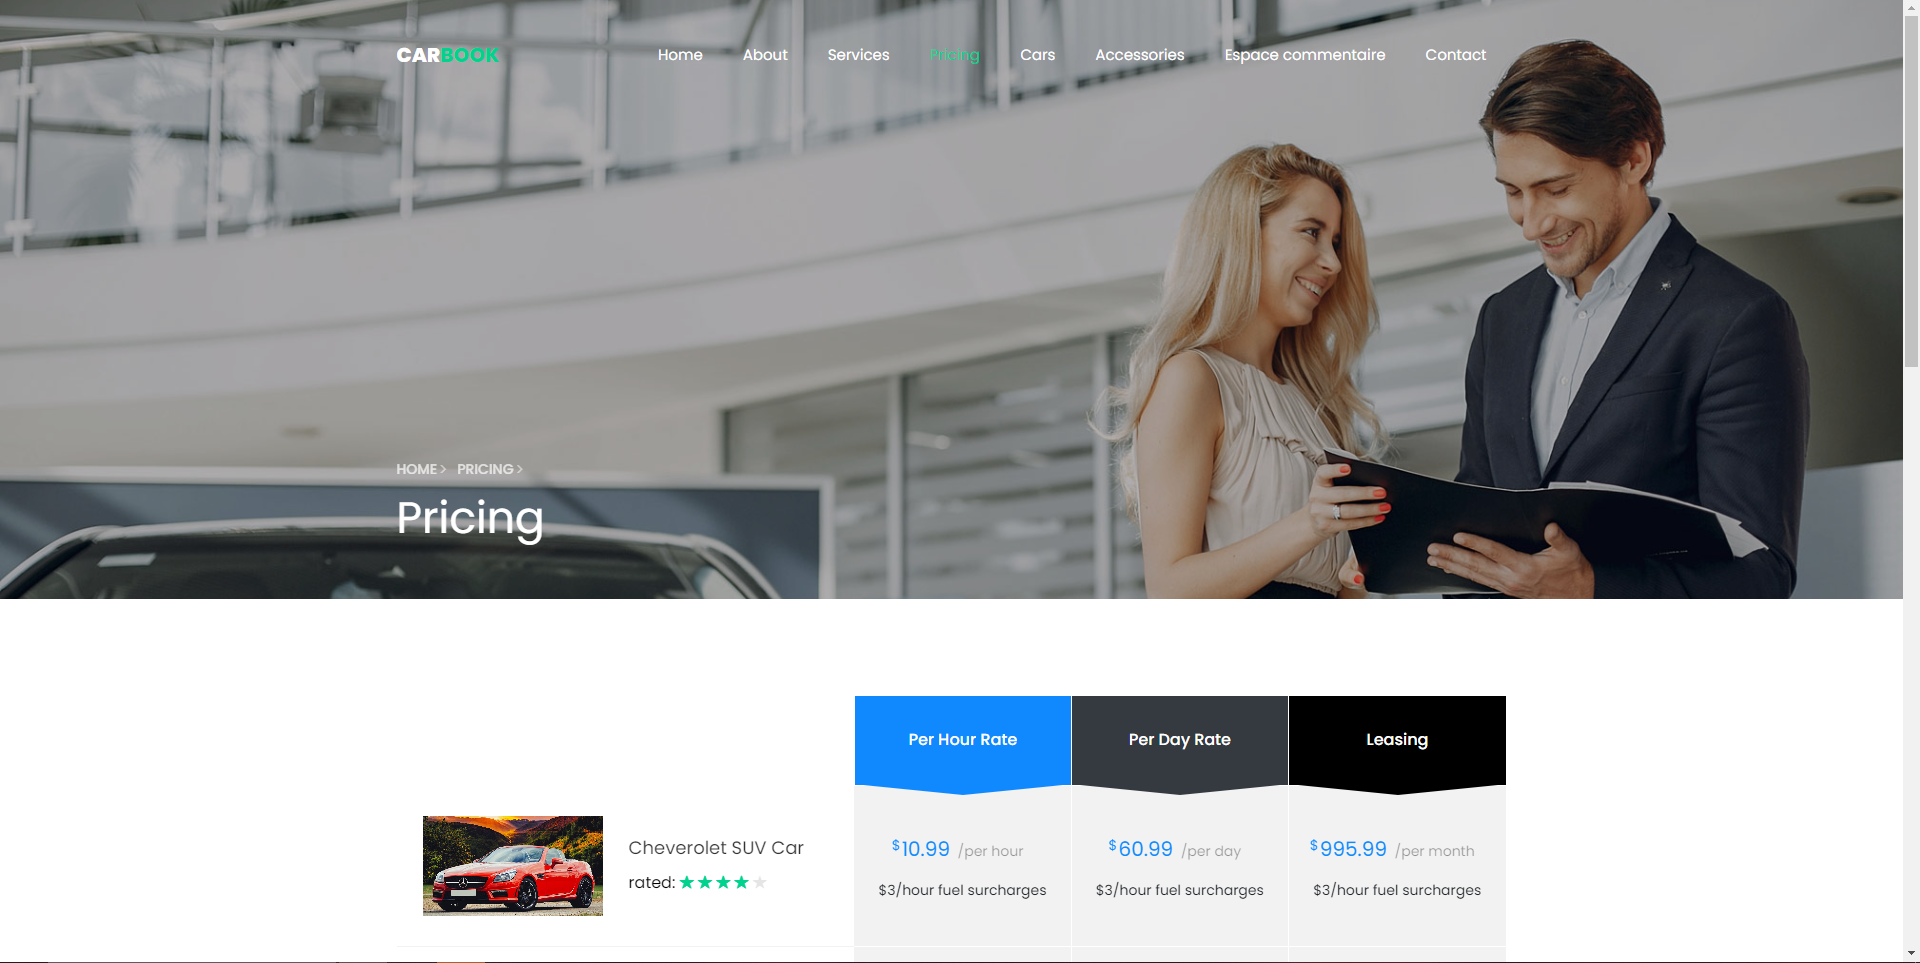 CARBOOK Home About Services Pricing Cars Accessories Espace commentaire Contact
HOME > PRICING >
Pricing
Per Hour Rate Per Day Rate Leasing
Cheverolet SUV Car $10.99 /per hour $60.99 /per day $995.99 /per month
rated: $3/hour fuel surcharges $3/hour fuel surcharges $3/hour fuel surcharges